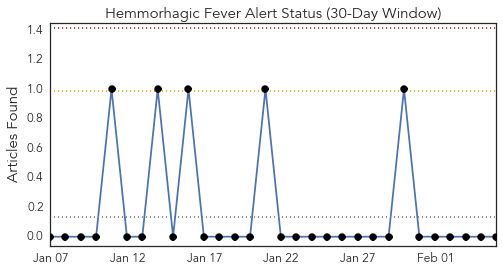 Hemmorhagic Fever Alert Status (30-Day Window)
Articles Found
1.4
1.2
1.0
0.8
0.6
0.4
0.2
0.0
Jan 07 Jan 12 Jan 17 Jan 22 Jan 27 Feb 01